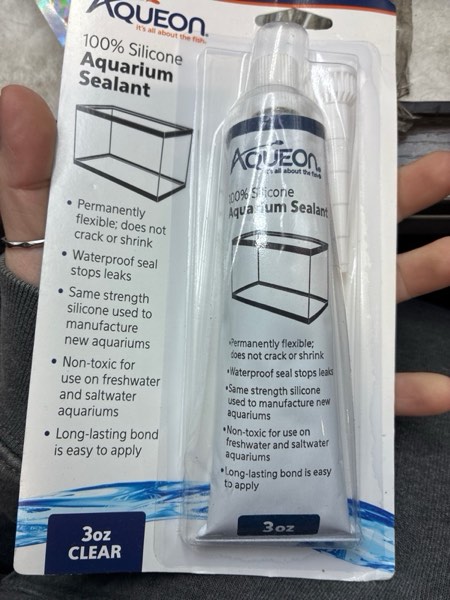 AQUEON®
it's all about the fish®
100% Silicone
Aquarium
Sealant
• Permanently
flexible; does not
crack or shrink
• Waterproof seal
stops leaks
• Same strength
silicone used to
manufacture
new aquariums
• Non-toxic for
use on freshwater
and saltwater
aquariums
• Long-lasting bond
is easy to apply
3oz
CLEAR
AQUEON®
it's all about the fish®
100% Silicone
Aquarium Sealant
•Permanently flexible;
does not crack or shrink
•Waterproof seal stops leaks
•Same strength silicone
used to manufacture new
aquariums
•Non-toxic for use on
freshwater and saltwater
aquariums
•Long-lasting bond is easy
to apply
3oz